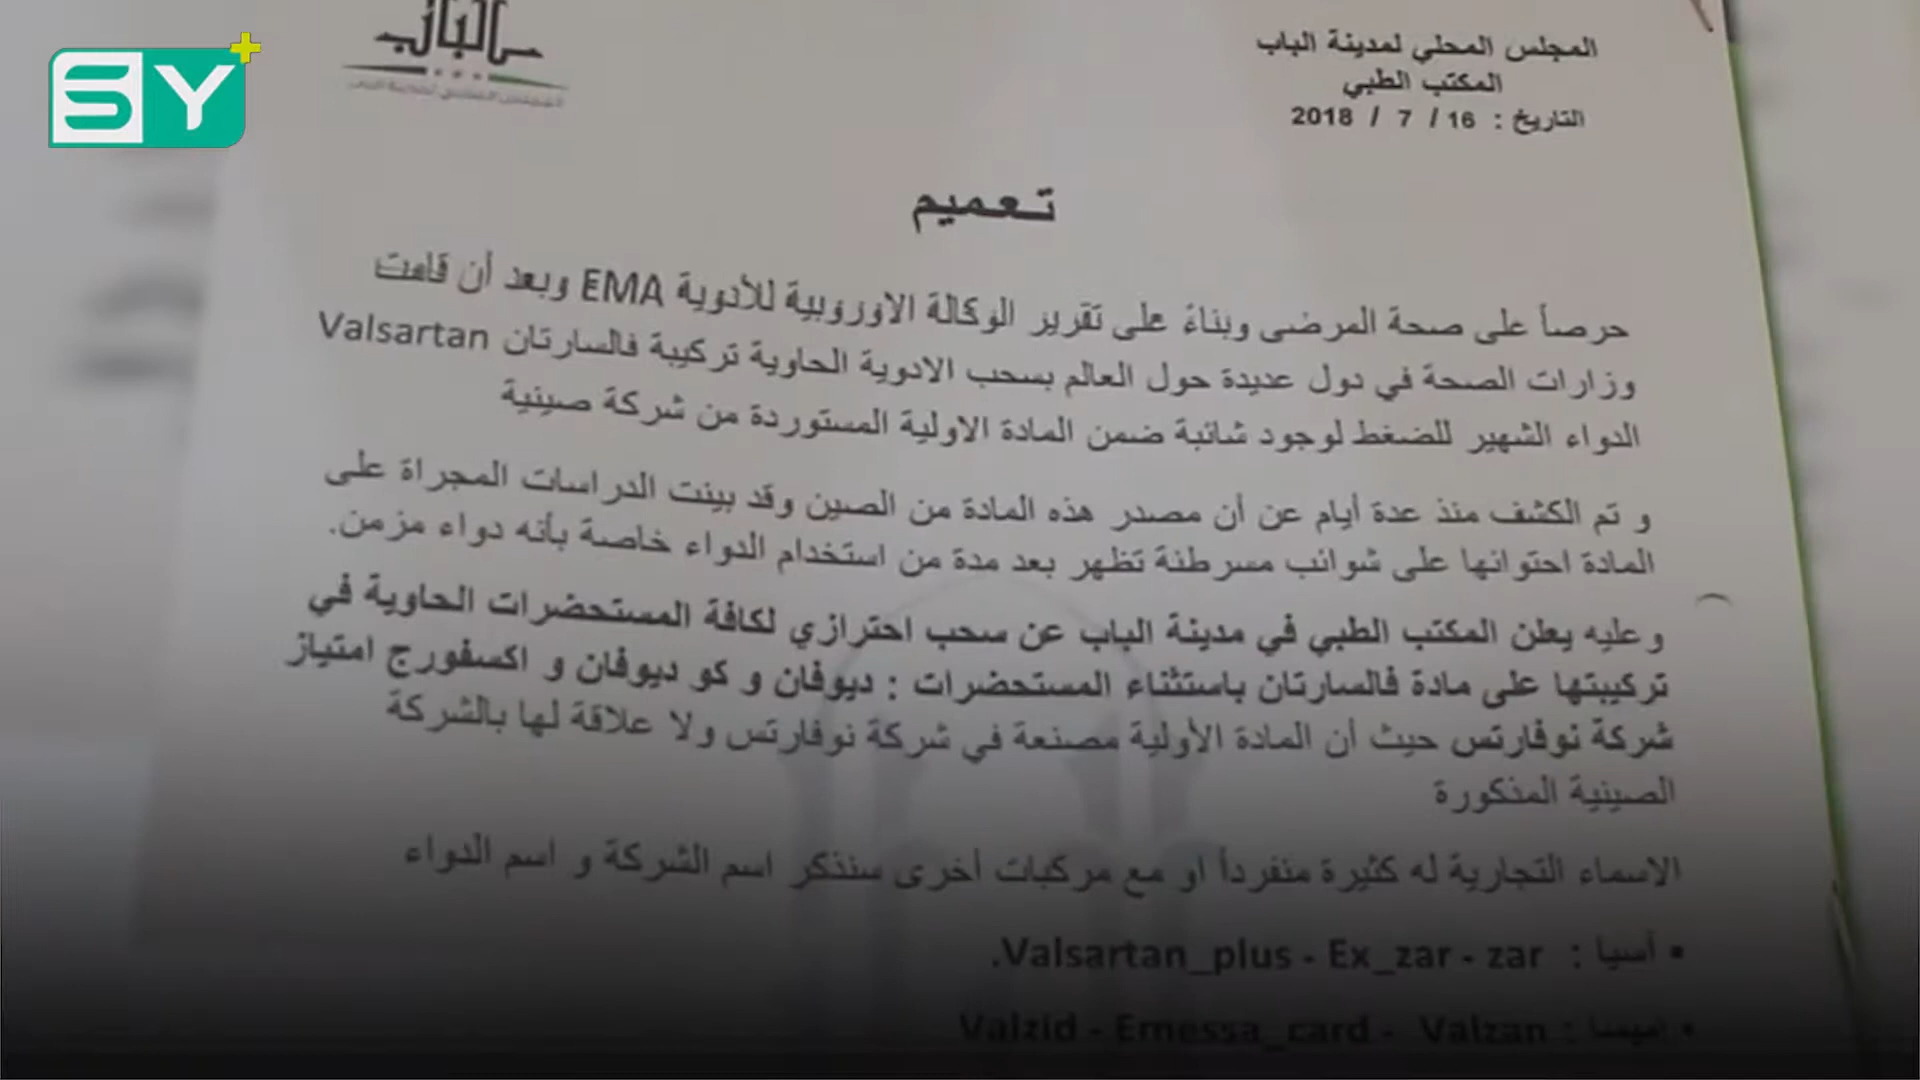 SY+
الباب
المجلس المحلي لمدينة الباب
المكتب الطبي
التاريخ : 16 / 7 / 2018
تـعـميم
حرصاً على صحة المرضى وبناءً على تقرير الوكالة الاوروبية للأدوية EMA وبعد أن قامت
وزارات الصحة في دول عديدة حول العالم بسحب الادوية الحاوية تركيبة فالسارتان Valsartan
الدواء الشهير للضغط لوجود شائبة ضمن المادة الاولية المستوردة من شركة صينية
و تم الكشف منذ عدة أيام عن أن مصدر هذه المادة من الصين وقد بينت الدراسات المجراة على
المادة احتوائها على شوائب مسرطنة تظهر بعد مدة من استخدام الدواء خاصة بأنه دواء مزمن.
وعليه يعلن المكتب الطبي في مدينة الباب عن سحب احترازي لكافة المستحضرات الحاوية في
تركيبتها على مادة فالسارتان باستثناء المستحضرات : ديوفان و كو ديوفان و اكسفورج امتياز
شركة نوفارتس حيث أن المادة الأولية مصنعة في شركة نوفارتس ولا علاقة لها بالشركة
الصينية المذكورة
الاسماء التجارية له كثيرة منفرداً او مع مركبات أخرى سنذكر اسم الشركة و اسم الدواء
• آسيا : Valsartan_plus - Ex_zar - zar.
• : Valzid - Emessa_card - Valzan